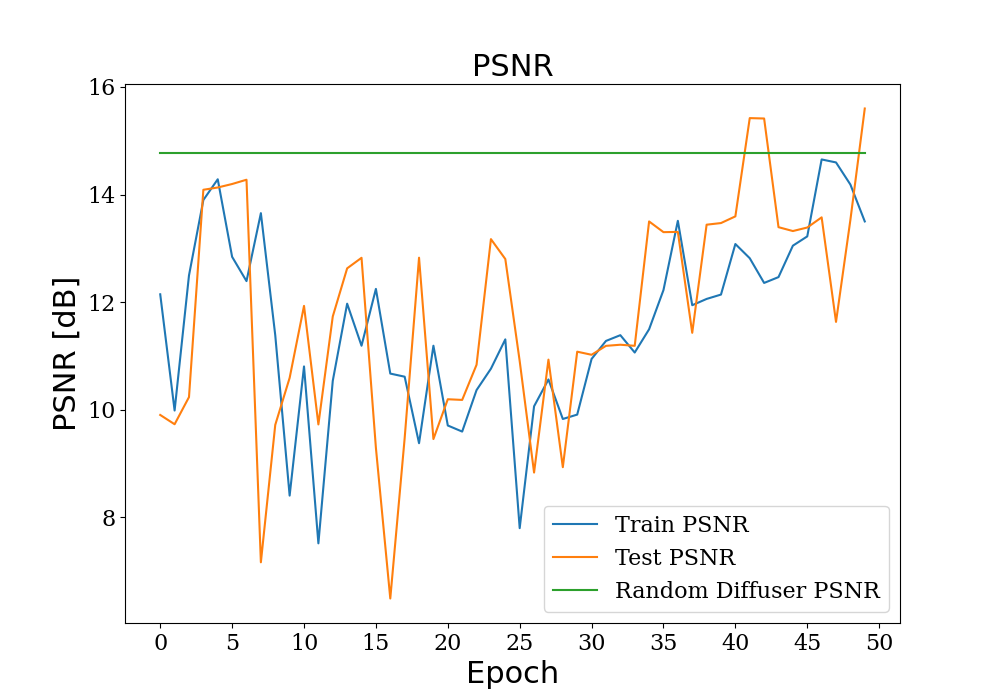 PSNR
PSNR [dB]
16
14
12
10
8
Train PSNR
Test PSNR
Random Diffuser PSNR
0 5 10 15 20 25 30 35 40 45 50
Epoch